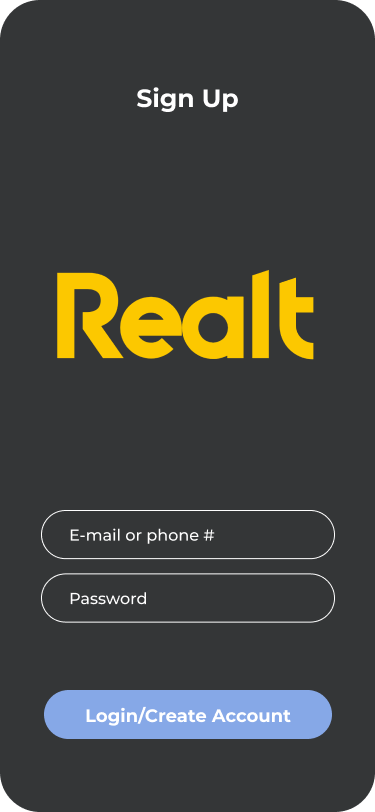 Sign Up
Realt
E-mail or phone #
Password
Login/Create Account